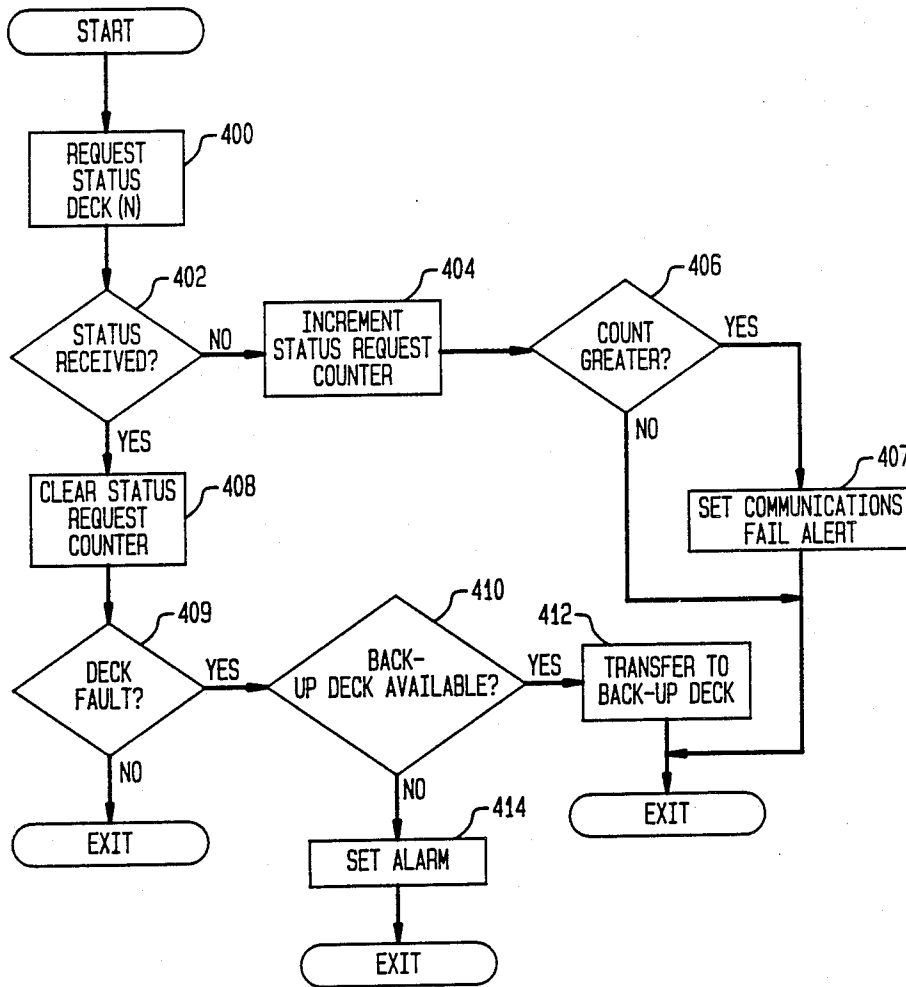 START
400
REQUEST
STATUS
DECK (N)
402
STATUS
RECEIVED?
NO
YES
404
INCREMENT
STATUS REQUEST
COUNTER
406
COUNT
GREATER?
YES
NO
407
SET COMMUNICATIONS
FAIL ALERT
408
CLEAR STATUS
REQUEST
COUNTER
409
DECK
FAULT?
YES
NO
EXIT
410
BACK-
UP DECK AVAILABLE?
YES
NO
412
TRANSFER TO
BACK-UP DECK
EXIT
414
SET ALARM
EXIT